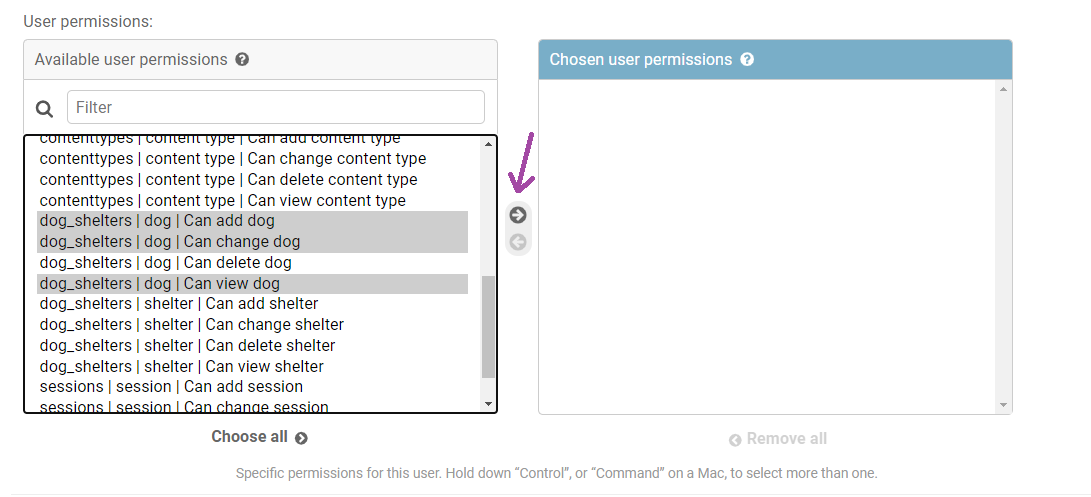 User permissions:
Available user permissions ?
Chosen user permissions ?
Filter
contenttypes | content type | Can add content type
contenttypes | content type | Can change content type
contenttypes | content type | Can delete content type
contenttypes | content type | Can view content type
dog_shelters | dog | Can add dog
dog_shelters | dog | Can change dog
dog_shelters | dog | Can delete dog
dog_shelters | dog | Can view dog
dog_shelters | shelter | Can add shelter
dog_shelters | shelter | Can change shelter
dog_shelters | shelter | Can delete shelter
dog_shelters | shelter | Can view shelter
sessions | session | Can add session
sessions | session | Can change session
Choose all
Remove all
Specific permissions for this user. Hold down “Control”, or “Command” on a Mac, to select more than one.